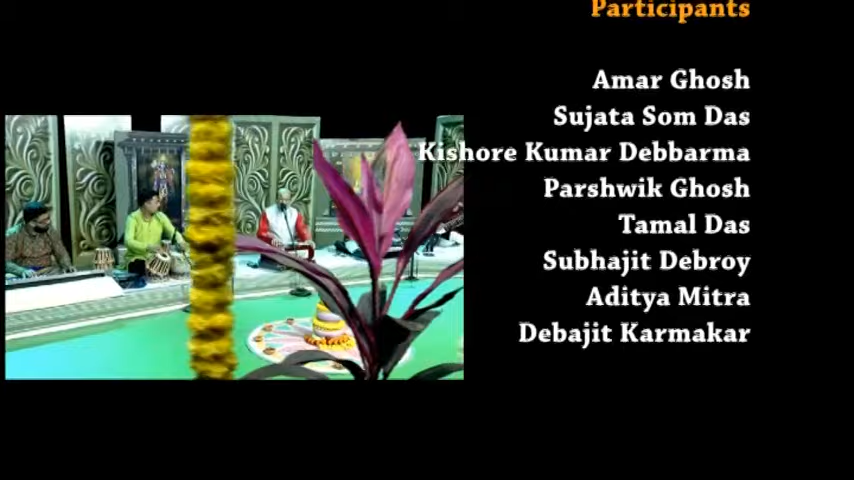 Participants
Amar Ghosh
Sujata Som Das
Kishore Kumar Debbarma
Parshwik Ghosh
Tamal Das
Subhajit Debroy
Aditya Mitra
Debajit Karmakar